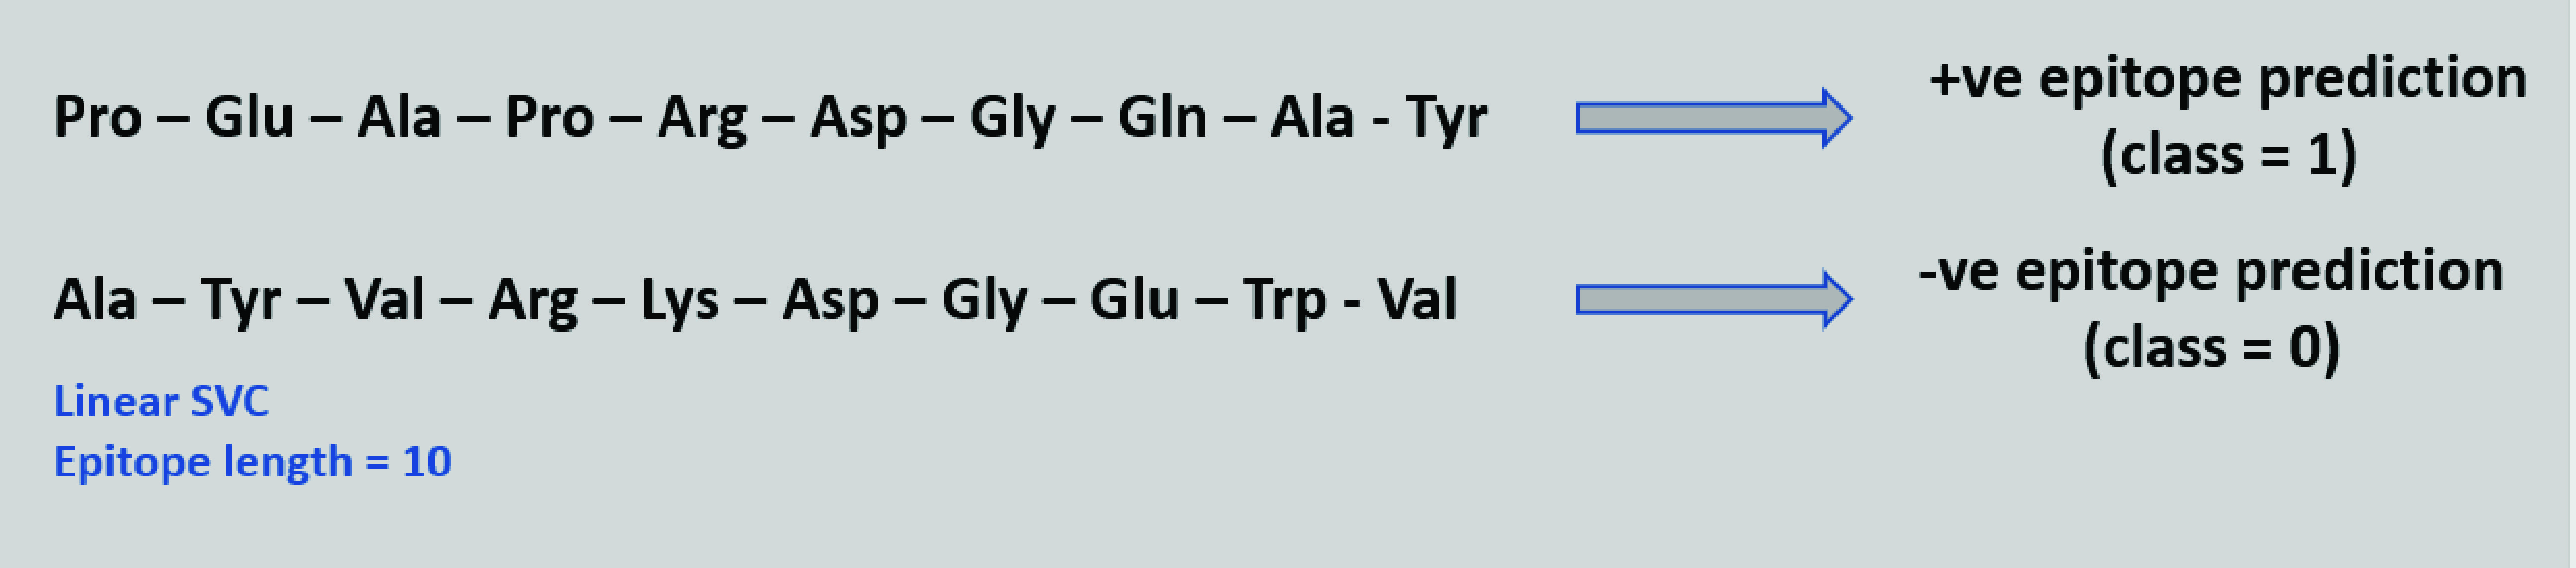 Pro – Glu – Ala – Pro – Arg – Asp – Gly – Gln – Ala - Tyr
+ve epitope prediction
(class = 1)
Ala – Tyr – Val – Arg – Lys – Asp – Gly – Glu – Trp - Val
-ve epitope prediction
(class = 0)
Linear SVC
Epitope length = 10